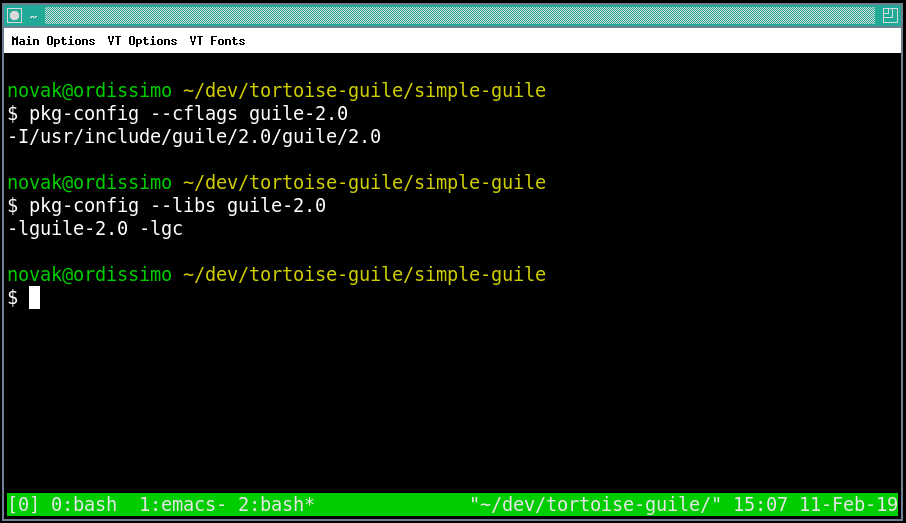 ~
Main Options VT Options VT Fonts
novak@ordissimo ~/dev/tortoise-guile/simple-guile
$ pkg-config --cflags guile-2.0
-I/usr/include/guile/2.0/guile/2.0
novak@ordissimo ~/dev/tortoise-guile/simple-guile
$ pkg-config --libs guile-2.0
-lguile-2.0 -lgc
novak@ordissimo ~/dev/tortoise-guile/simple-guile
$
[0] 0:bash  1:emacs- 2:bash* "~/dev/tortoise-guile/" 15:07 11-Feb-19